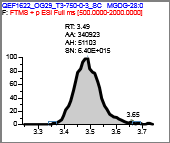 QEF1622_OG29_T3-750-0-3_SC MGDG-28:0
F: FTMS + p ESI Full ms [500.0000-2000.0000]
RT: 3.49
AA: 340923
AH: 51103
SN: 6.40E+015
100
80
60
40
20
0
3.65
3.3 3.4 3.5 3.6 3.7